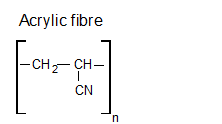 Acrylic fibre
–CH₂–CH–
CN
n